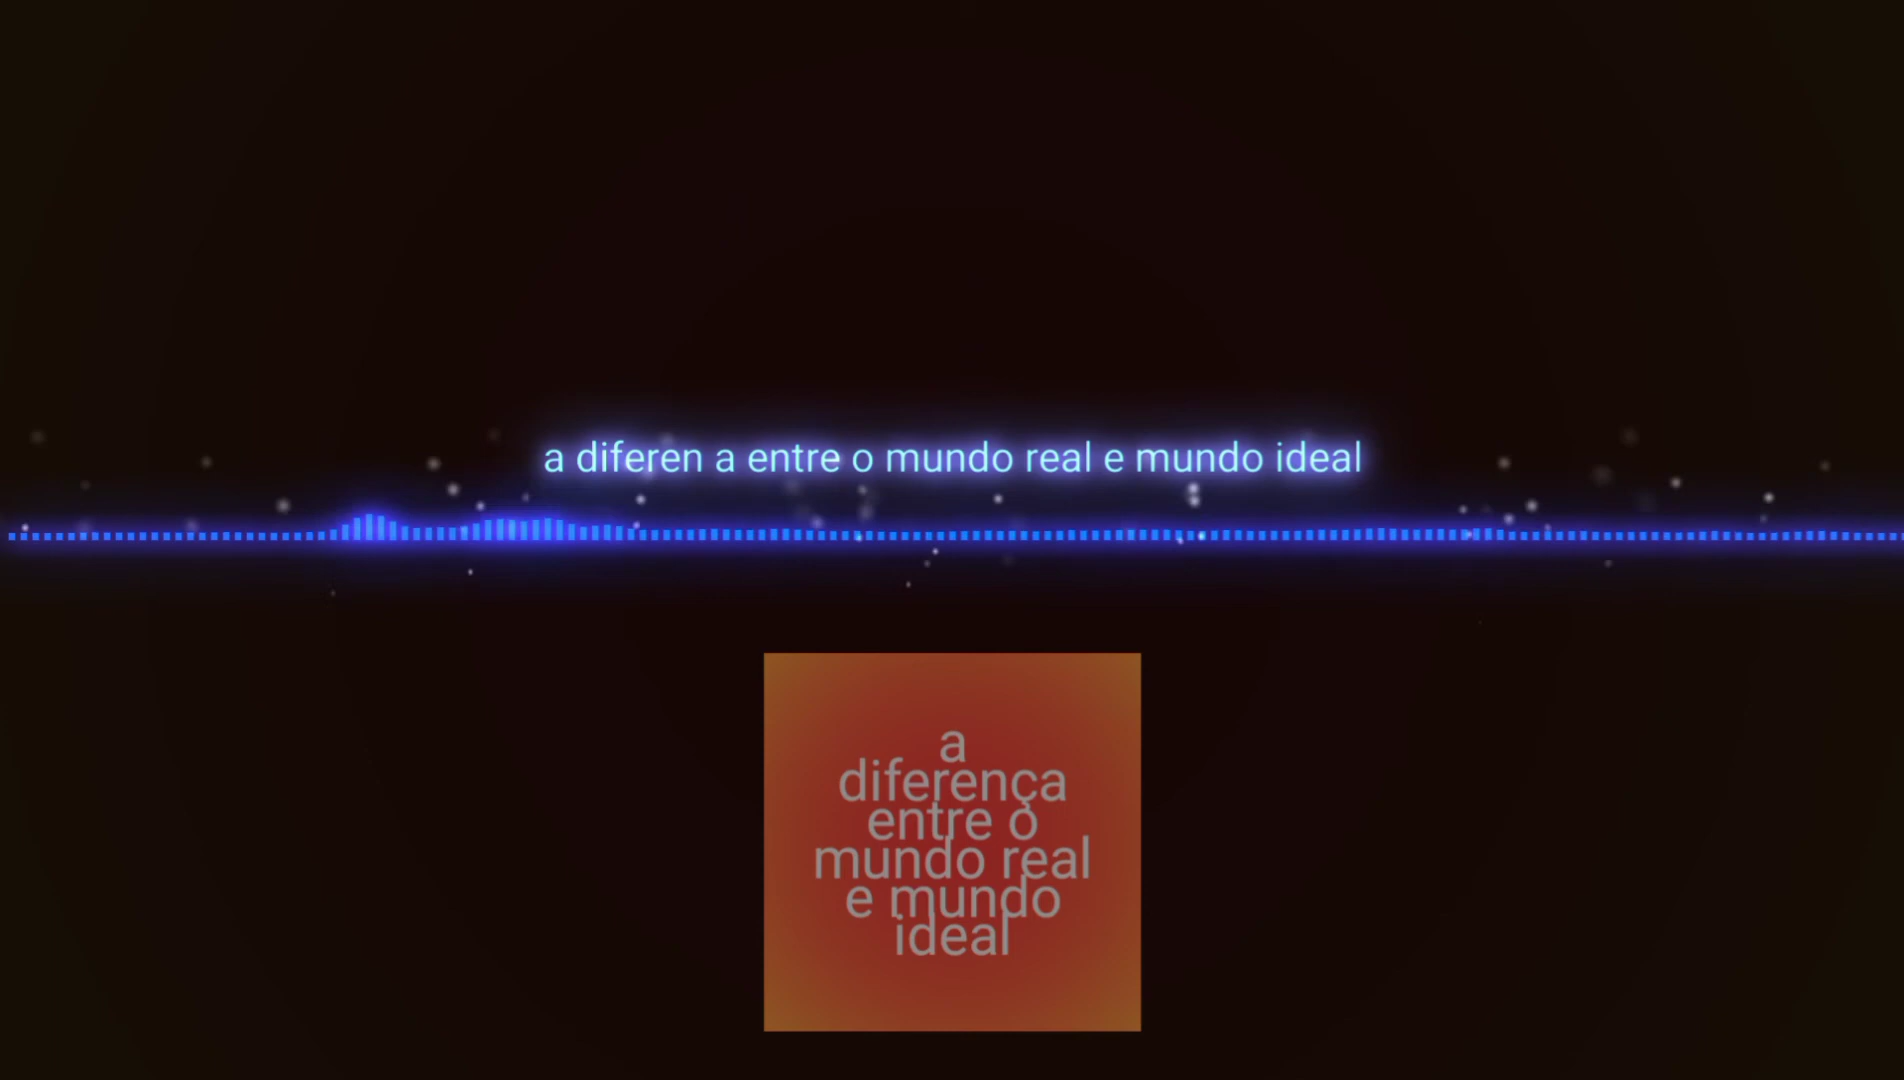 a diferen a entre o mundo real e mundo ideal
a
diferença
entre o
mundo real
e mundo
ideal